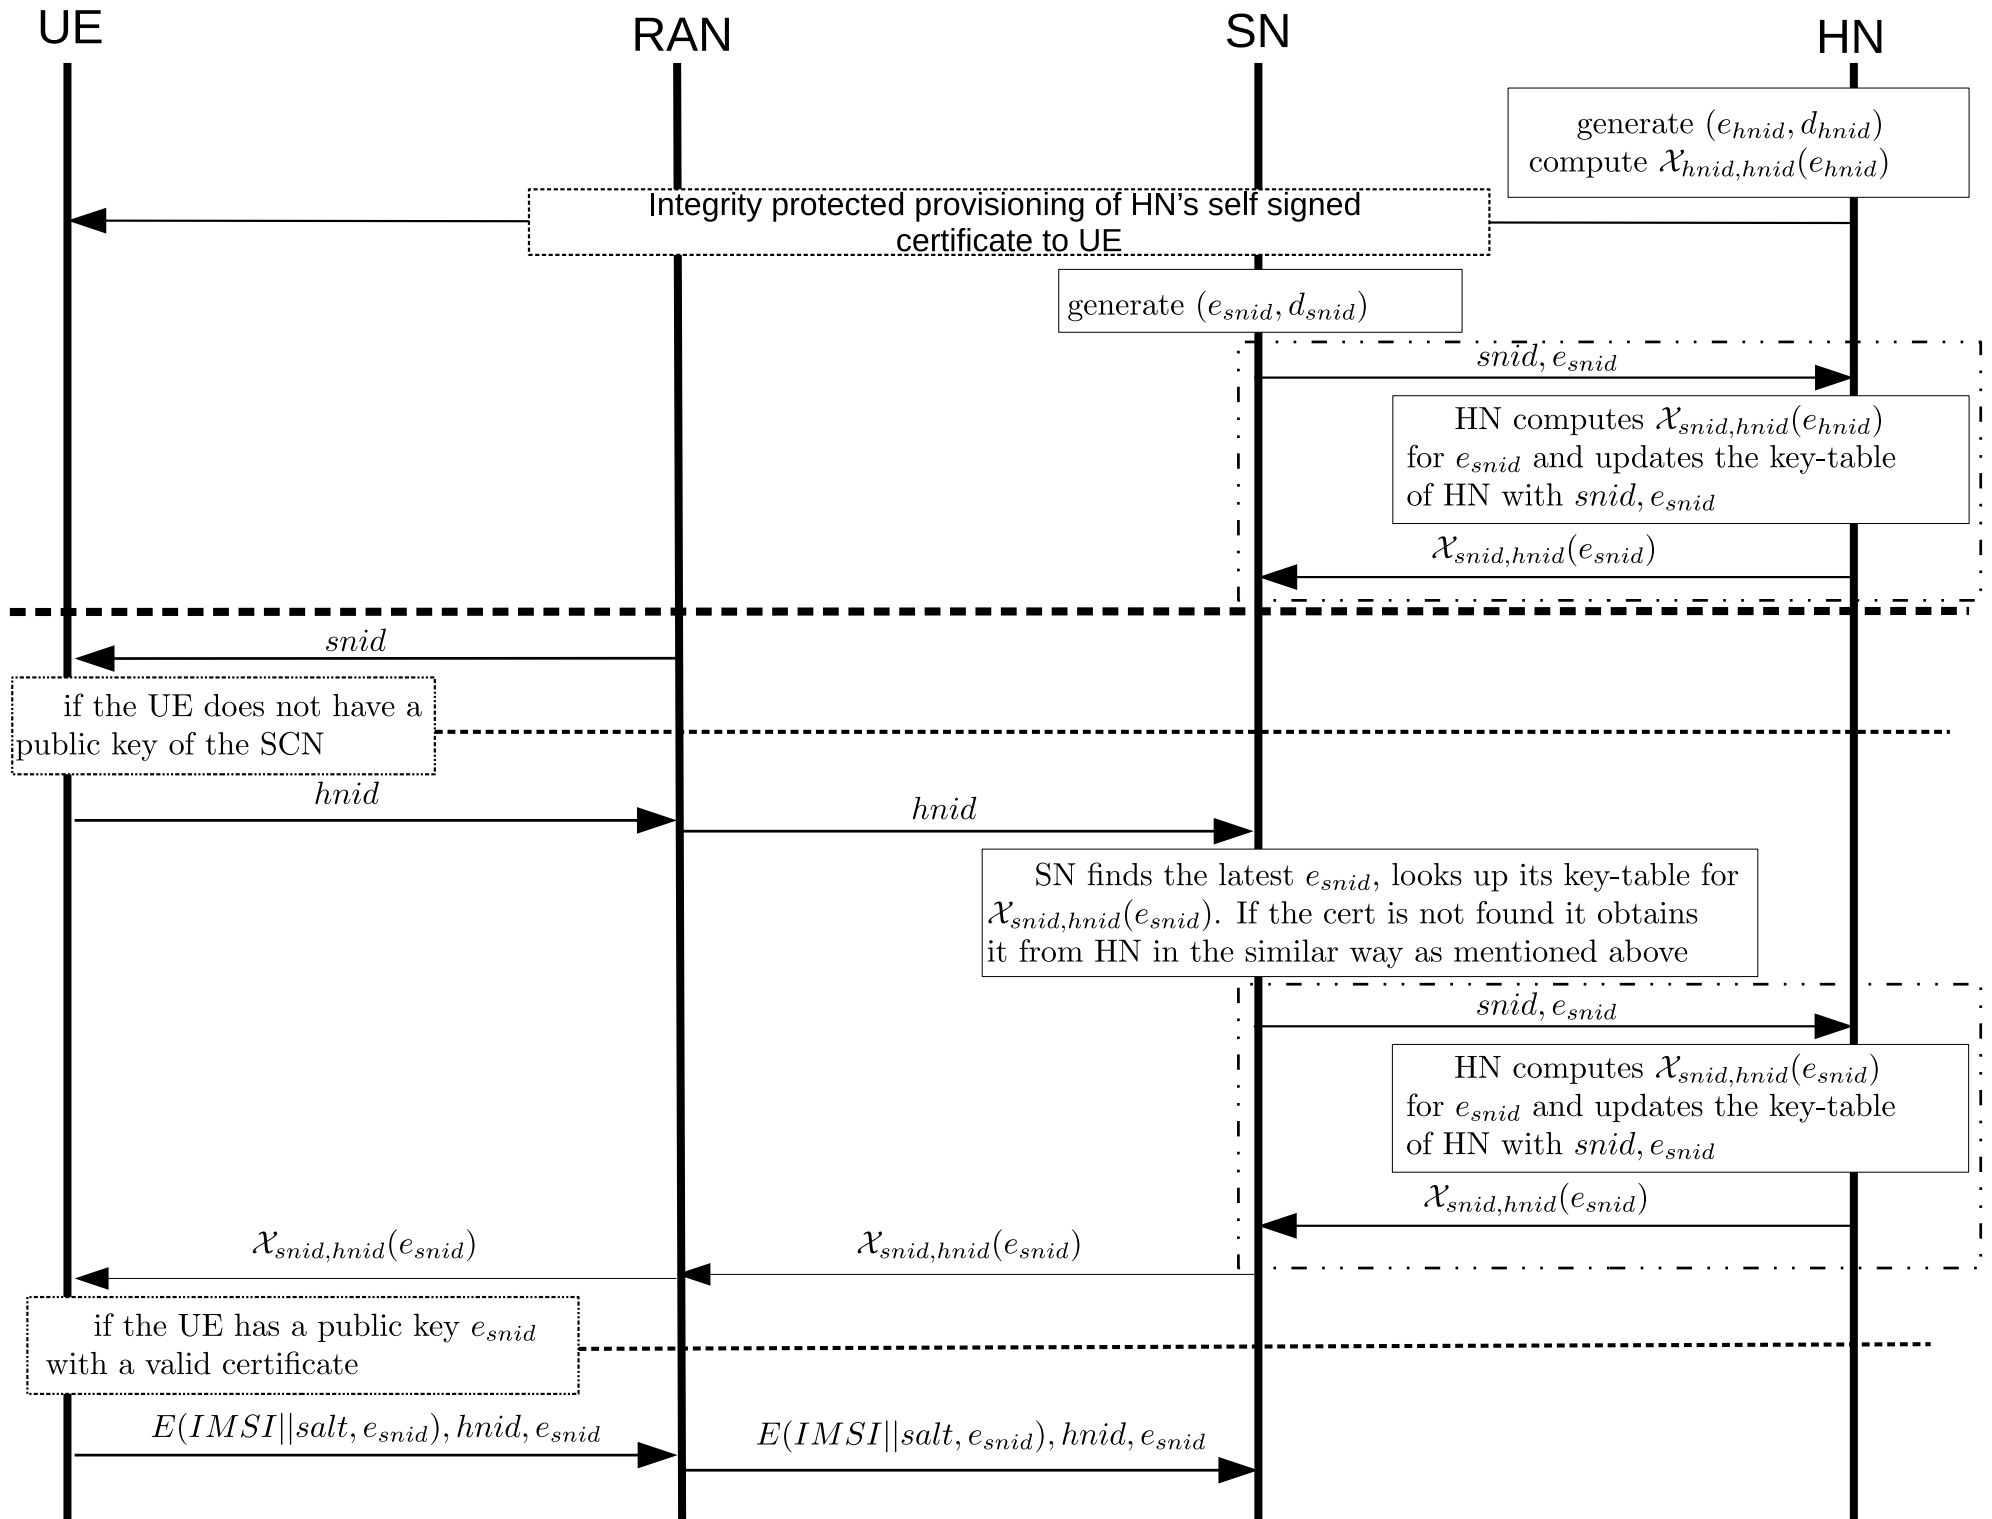 UE RAN SN HN
generate (e_hnid, d_hnid)
compute 𝒳_hnid,hnid(e_hnid)
Integrity protected provisioning of HN's self signed
certificate to UE
generate (e_snid, d_snid)
snid, e_snid
HN computes 𝒳_snid,hnid(e_hnid)
for e_snid and updates the key-table
of HN with snid, e_snid
𝒳_snid,hnid(e_snid)
snid
if the UE does not have a
public key of the SCN
hnid
hnid
SN finds the latest e_snid, looks up its key-table for
𝒳_snid,hnid(e_snid). If the cert is not found it obtains
it from HN in the similar way as mentioned above
snid, e_snid
HN computes 𝒳_snid,hnid(e_snid)
for e_snid and updates the key-table
of HN with snid, e_snid
𝒳_snid,hnid(e_snid)
𝒳_snid,hnid(e_snid)
𝒳_snid,hnid(e_snid)
if the UE has a public key e_snid
with a valid certificate
E(IMSI||salt, e_snid), hnid, e_snid
E(IMSI||salt, e_snid), hnid, e_snid